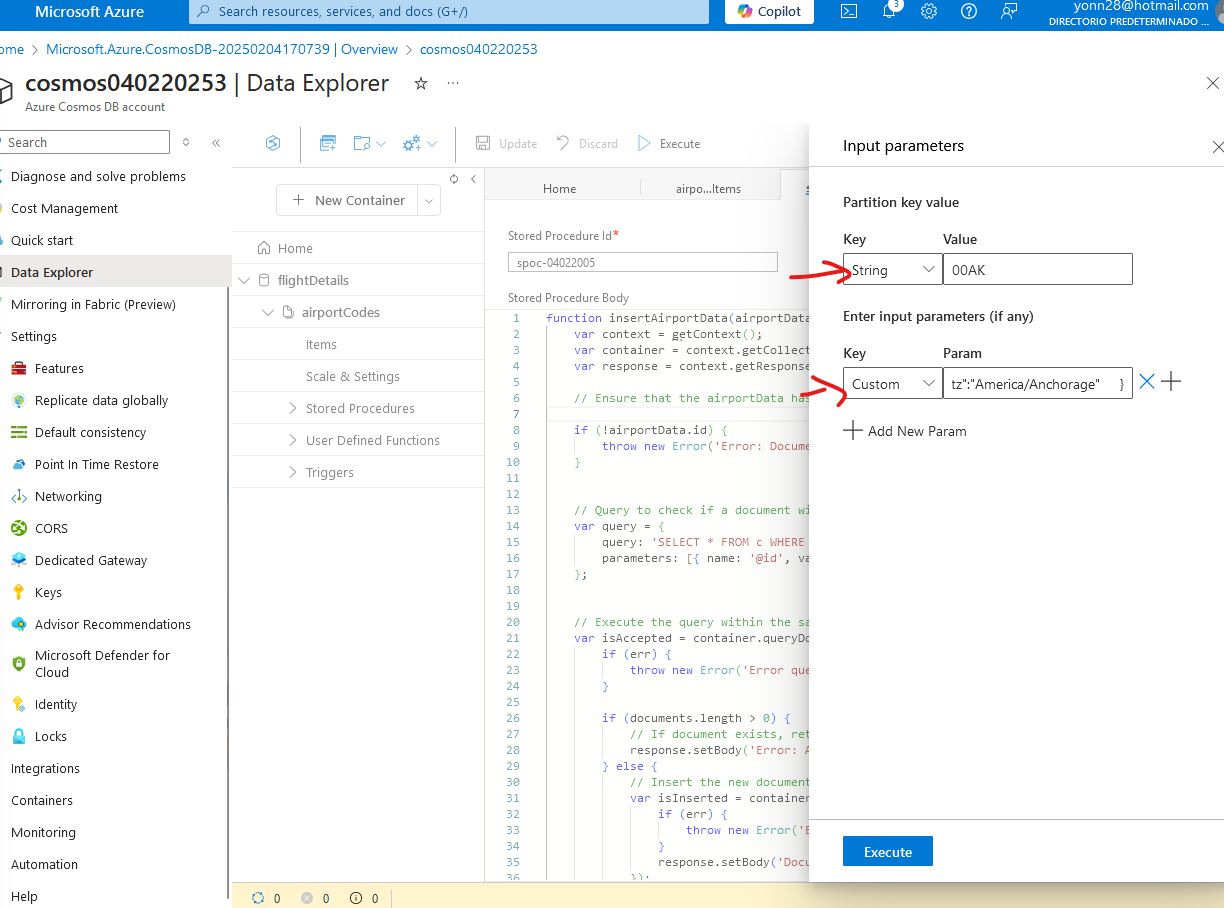 Microsoft Azure
Search resources, services, and docs (G+/)
Copilot
3
yonn28@hotmail.com
DIRECTORIO PREDETERMINADO ...
ome > Microsoft.Azure.CosmosDB-20250204170739 | Overview > cosmos040220253
cosmos040220253 | Data Explorer
Azure Cosmos DB account
Search
Diagnose and solve problems
Cost Management
Quick start
Data Explorer
Mirroring in Fabric (Preview)
Settings
Features
Replicate data globally
Default consistency
Point In Time Restore
Networking
CORS
Dedicated Gateway
Keys
Advisor Recommendations
Microsoft Defender for
Cloud
Identity
Locks
Integrations
Containers
Monitoring
Automation
Help
Update
Discard
Execute
New Container
Home
flightDetails
airportCodes
Items
Scale & Settings
Stored Procedures
User Defined Functions
Triggers
Home
airpo...Items
s
Stored Procedure Id*
spoc-04022005
Stored Procedure Body
1 function insertAirportData(airportData
2 var context = getContext();
3 var container = context.getCollect
4 var response = context.getResponse
5
6 // Ensure that the airportData has
7
8 if (!airportData.id) {
9 throw new Error('Error: Docume
10 }
11
12
13 // Query to check if a document wi
14 var query = {
15 query: 'SELECT * FROM c WHERE
16 parameters: [{ name: '@id', va
17 };
18
19
20 // Execute the query within the sa
21 var isAccepted = container.queryDo
22 if (err) {
23 throw new Error('Error que
24 }
25
26 if (documents.length > 0) {
27 // If document exists, ret
28 response.setBody('Error: A
29 } else {
30 // Insert the new document
31 var isInserted = container
32 if (err) {
33 throw new Error('E
34 }
35 response.setBody('Docu
36 });
0
0
0
Input parameters
Partition key value
Key Value
String 00AK
Enter input parameters (if any)
Key Param
Custom tz":"America/Anchorage" }
Add New Param
Execute